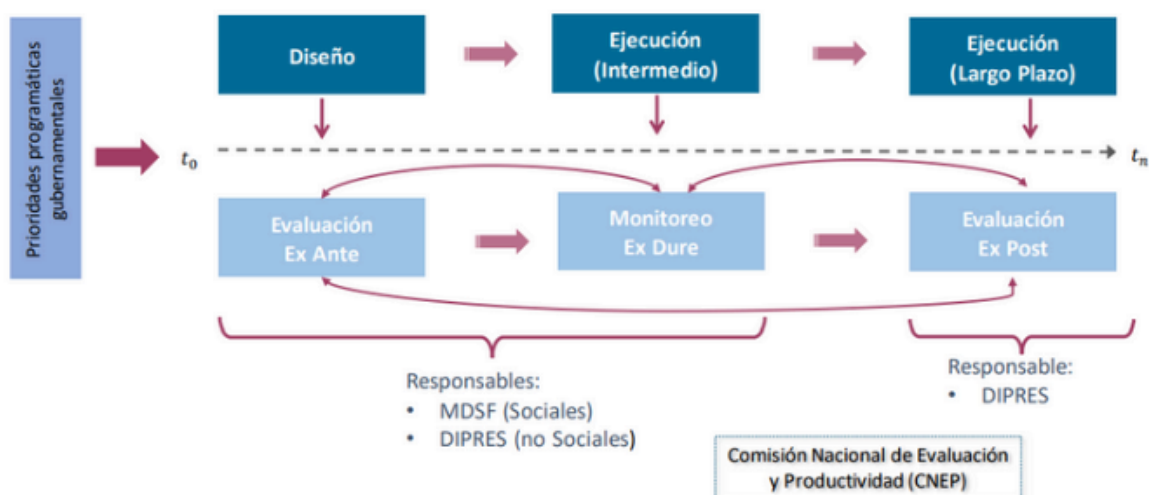 Prioridades programáticas
gubernamentales
Diseño
Ejecución
(Intermedio)
Ejecución
(Largo Plazo)
t0
tn
Evaluación
Ex Ante
Monitoreo
Ex Dure
Evaluación
Ex Post
Responsables:
• MDSF (Sociales)
• DIPRES (no Sociales)
Responsable:
• DIPRES
Comisión Nacional de Evaluación
y Productividad (CNEP)